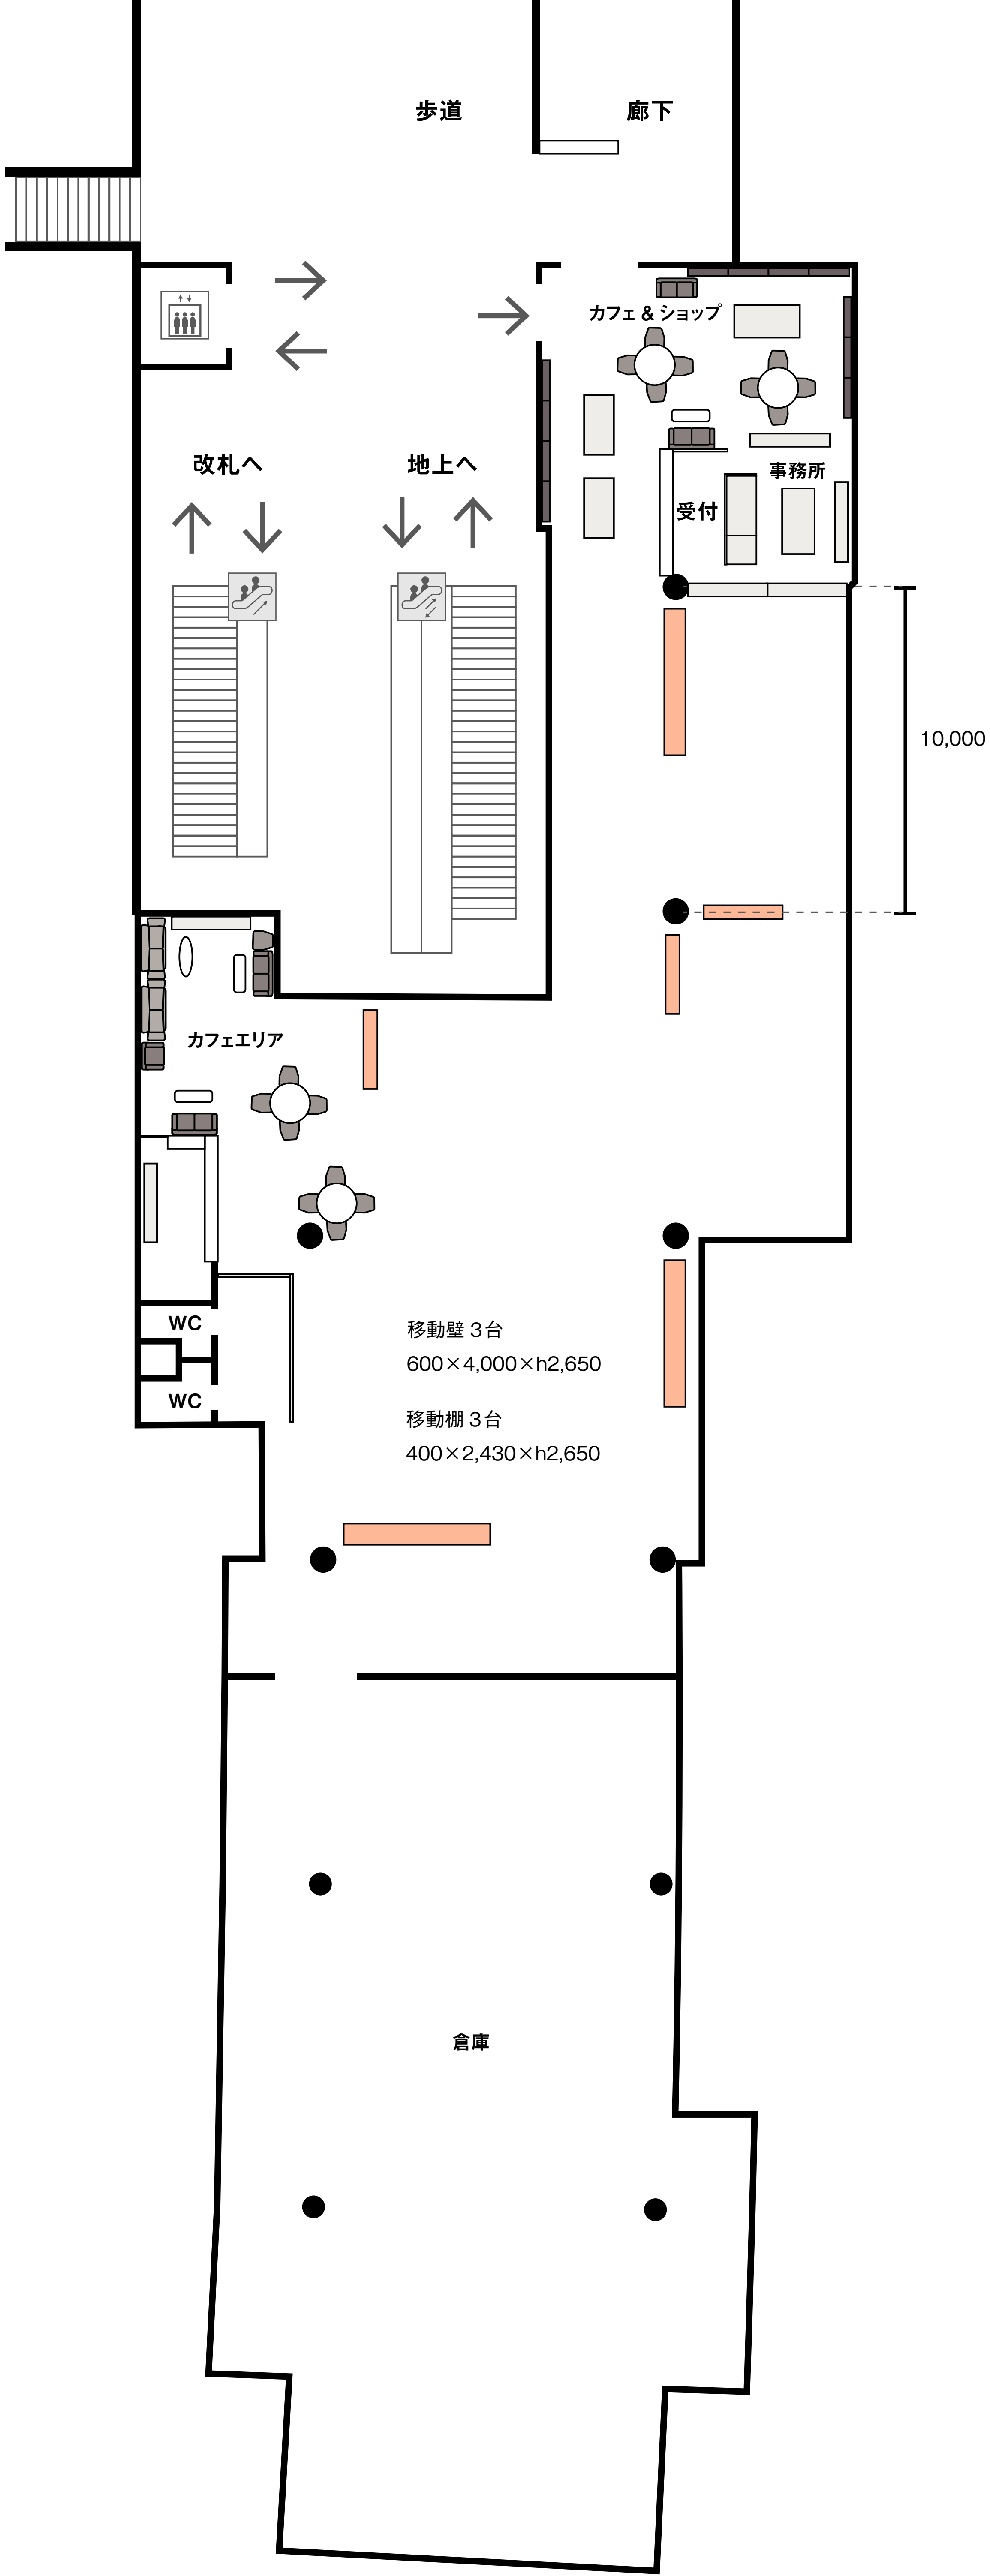 歩道
廊下
カフェ & ショップ
改札へ
地上へ
事務所
受付
10,000
カフェエリア
WC
移動壁 3台
600×4,000×h2,650
WC
移動棚 3台
400×2,430×h2,650
倉庫